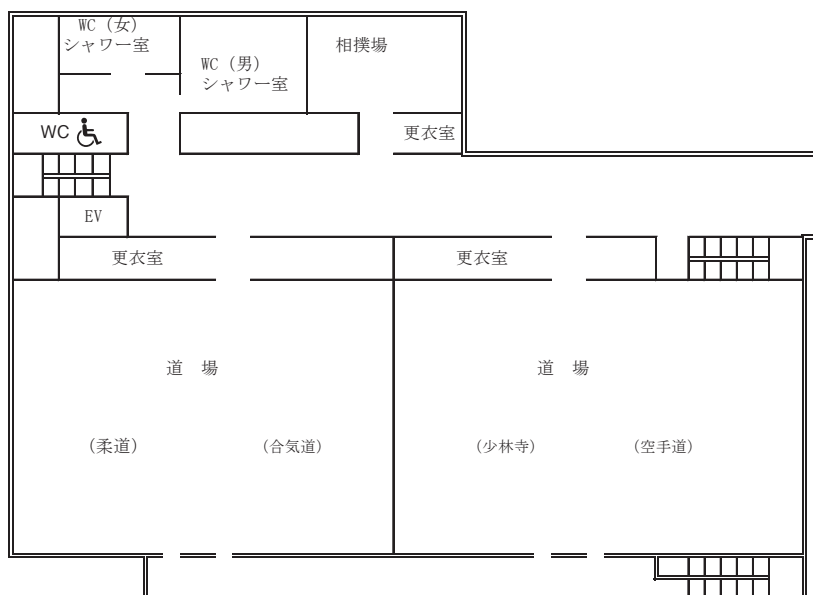 WC（女）
シャワー室
WC（男）
シャワー室
相撲場
WC
更衣室
EV
更衣室
更衣室
道　場
道　場
（柔道）
（合気道）
（少林寺）
（空手道）